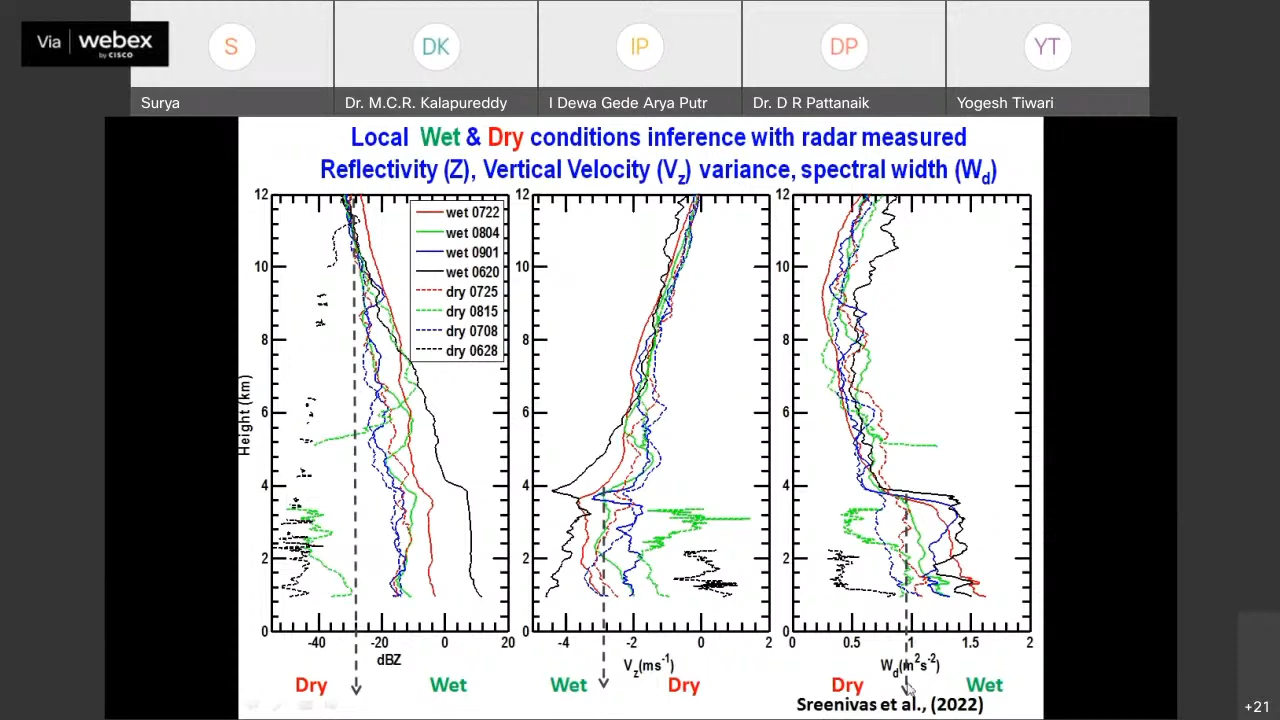 Via webex
by CISCO
S
DK
IP
DP
YT
Surya
Dr. M.C.R. Kalapureddy
I Dewa Gede Arya Putr
Dr. D R Pattanaik
Yogesh Tiwari
Local Wet & Dry conditions inference with radar measured
Reflectivity (Z), Vertical Velocity (Vz) variance, spectral width (Wd)
12
10
8
6
4
2
0
Height (km)
wet 0722
wet 0804
wet 0901
wet 0620
dry 0725
dry 0815
dry 0708
dry 0628
-40 -20 0 20
dBZ
Dry Wet
12
10
8
6
4
2
0
-4 -2 0 2
Vz(ms-1)
Wet Dry
12
10
8
6
4
2
0
0 0.5 1 1.5 2
Wd(m2s-2)
Dry Wet
Sreenivas et al., (2022)
+21